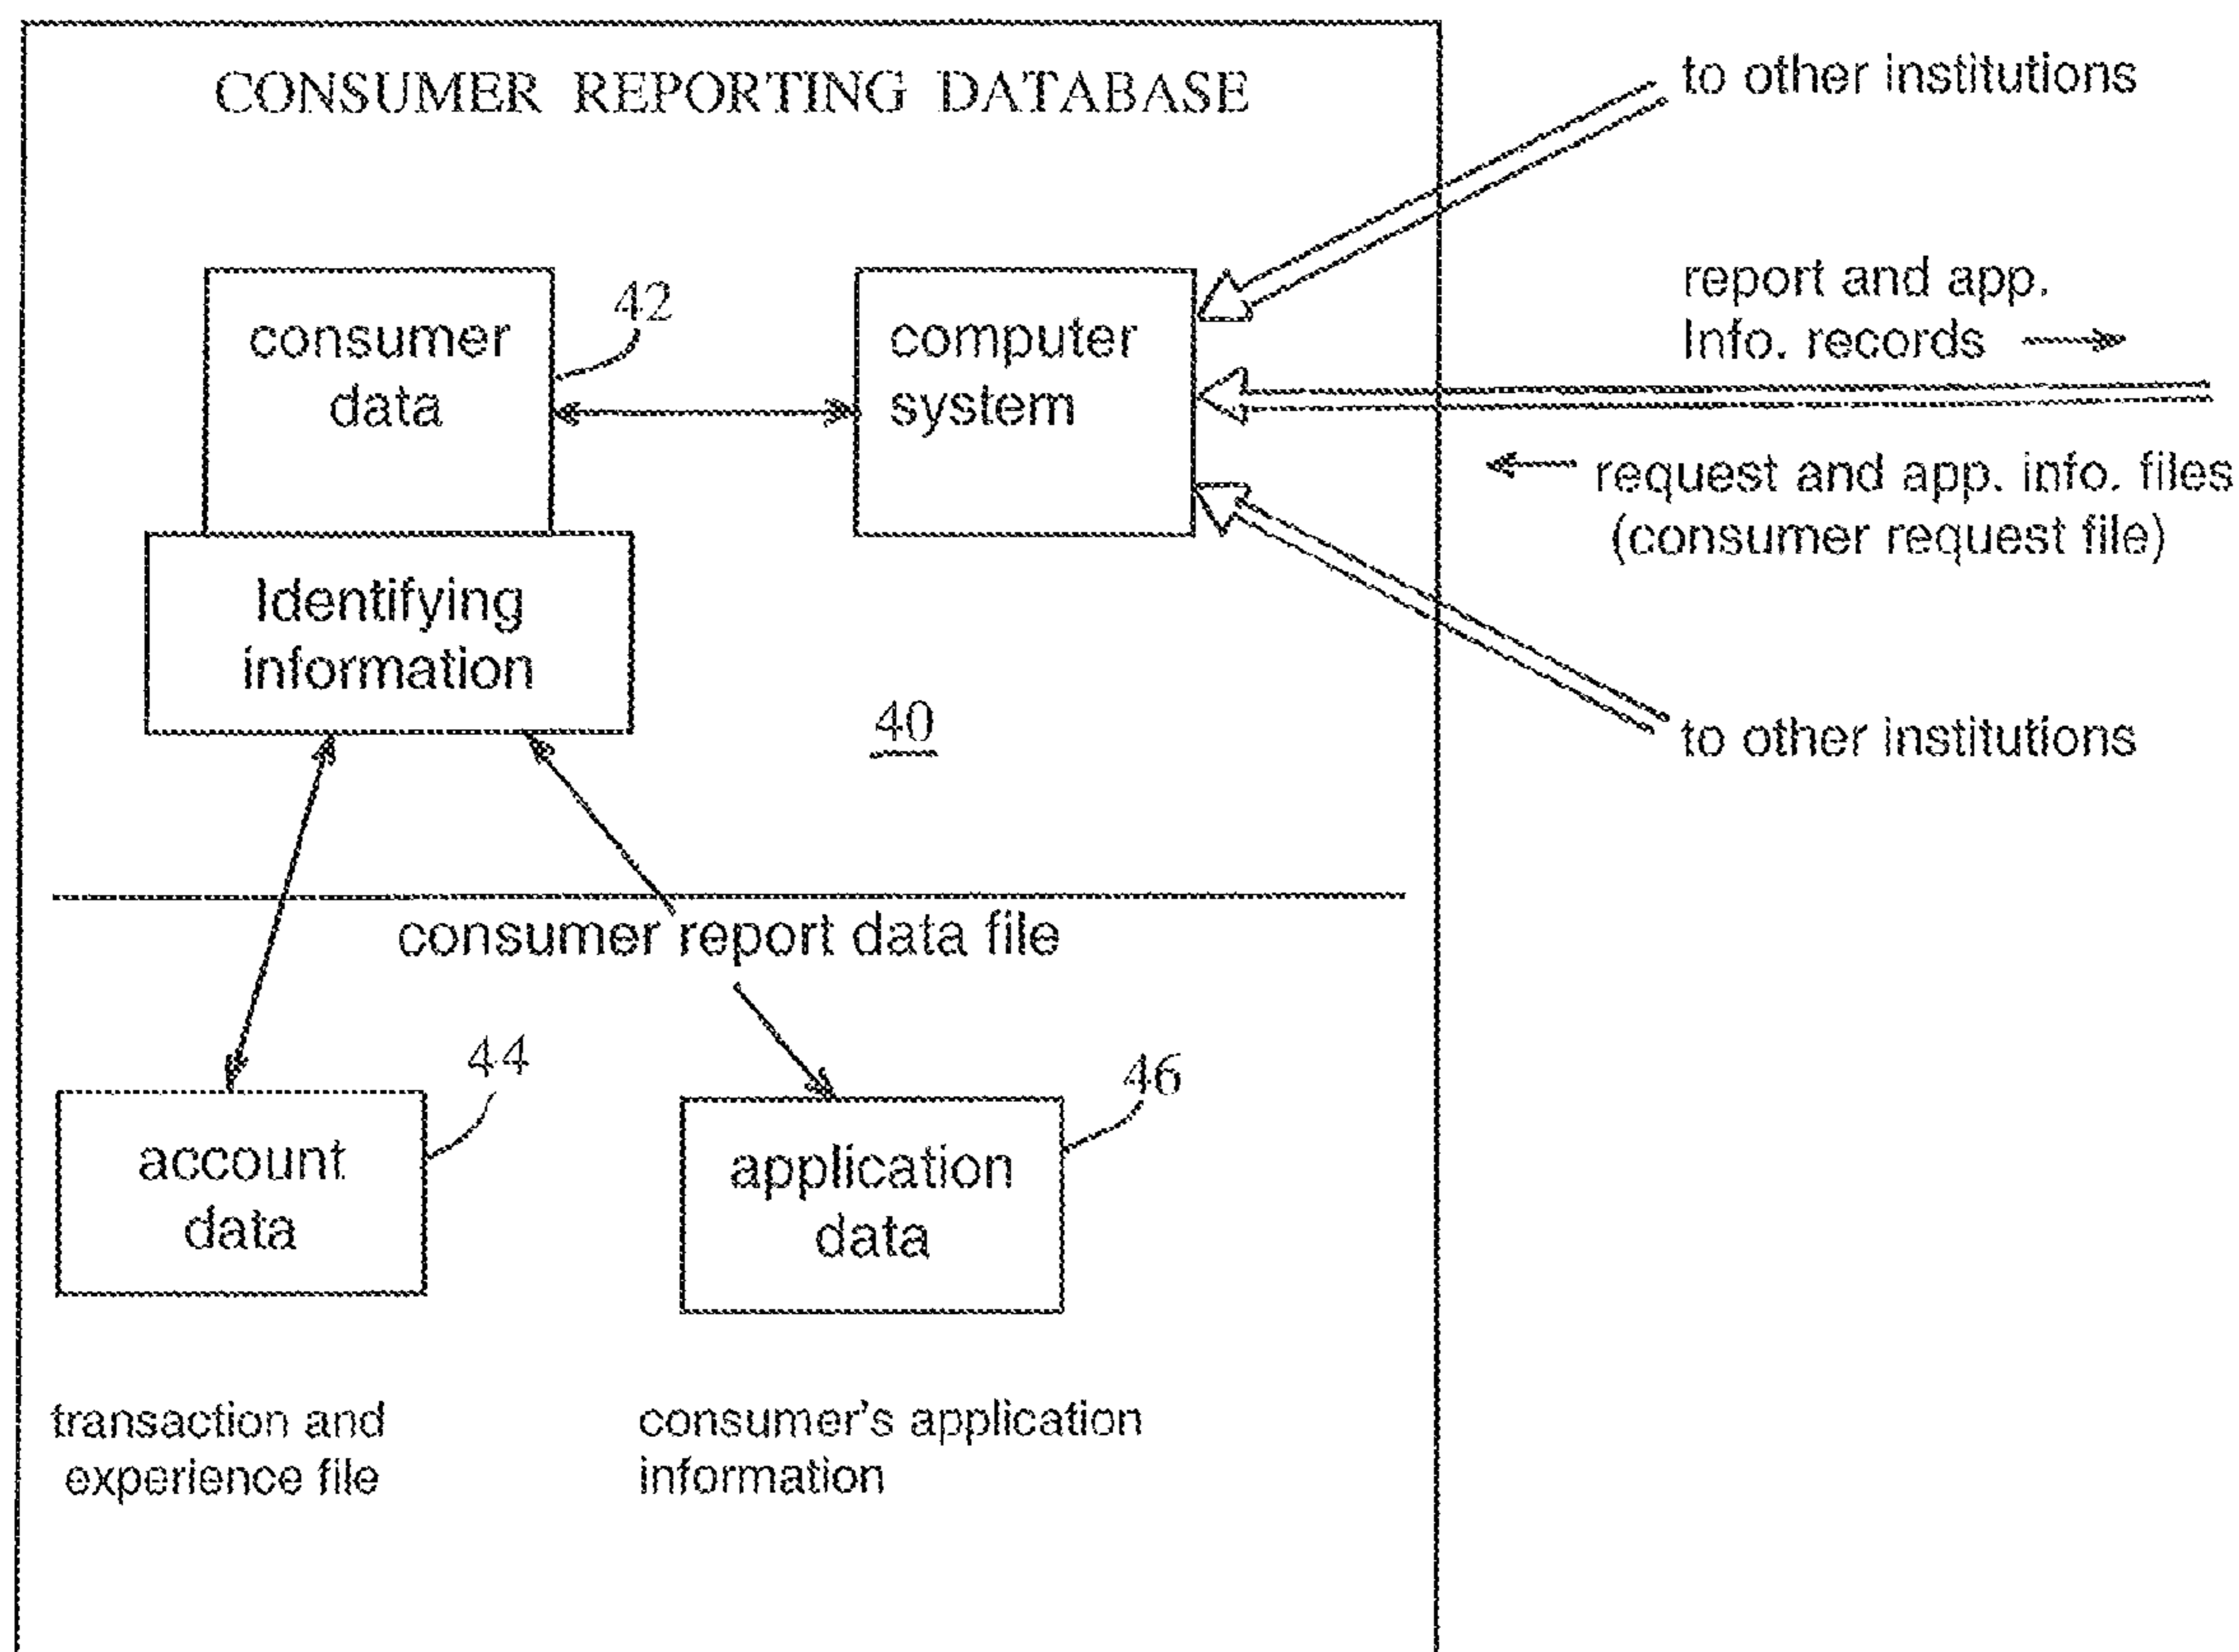 CONSUMER REPORTING DATABASE
to other institutions
consumer
data
42
computer
system
report and app.
Info. records
request and app. info. files
(consumer request file)
Identifying
information
40
to other institutions
consumer report data file
44
46
account
data
application
data
transaction and
experience file
consumer's application
information